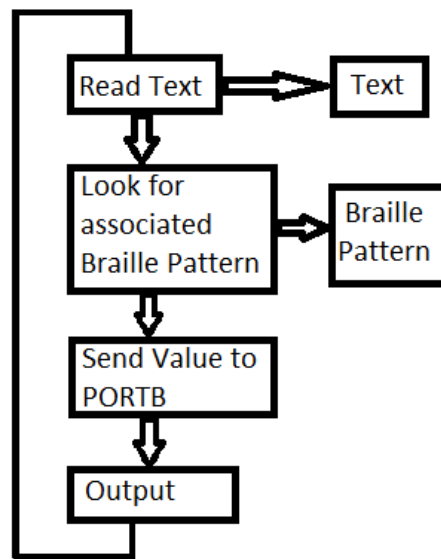 Read Text
Text
Look for
associated
Braille Pattern
Braille
Pattern
Send Value to
PORTB
Output